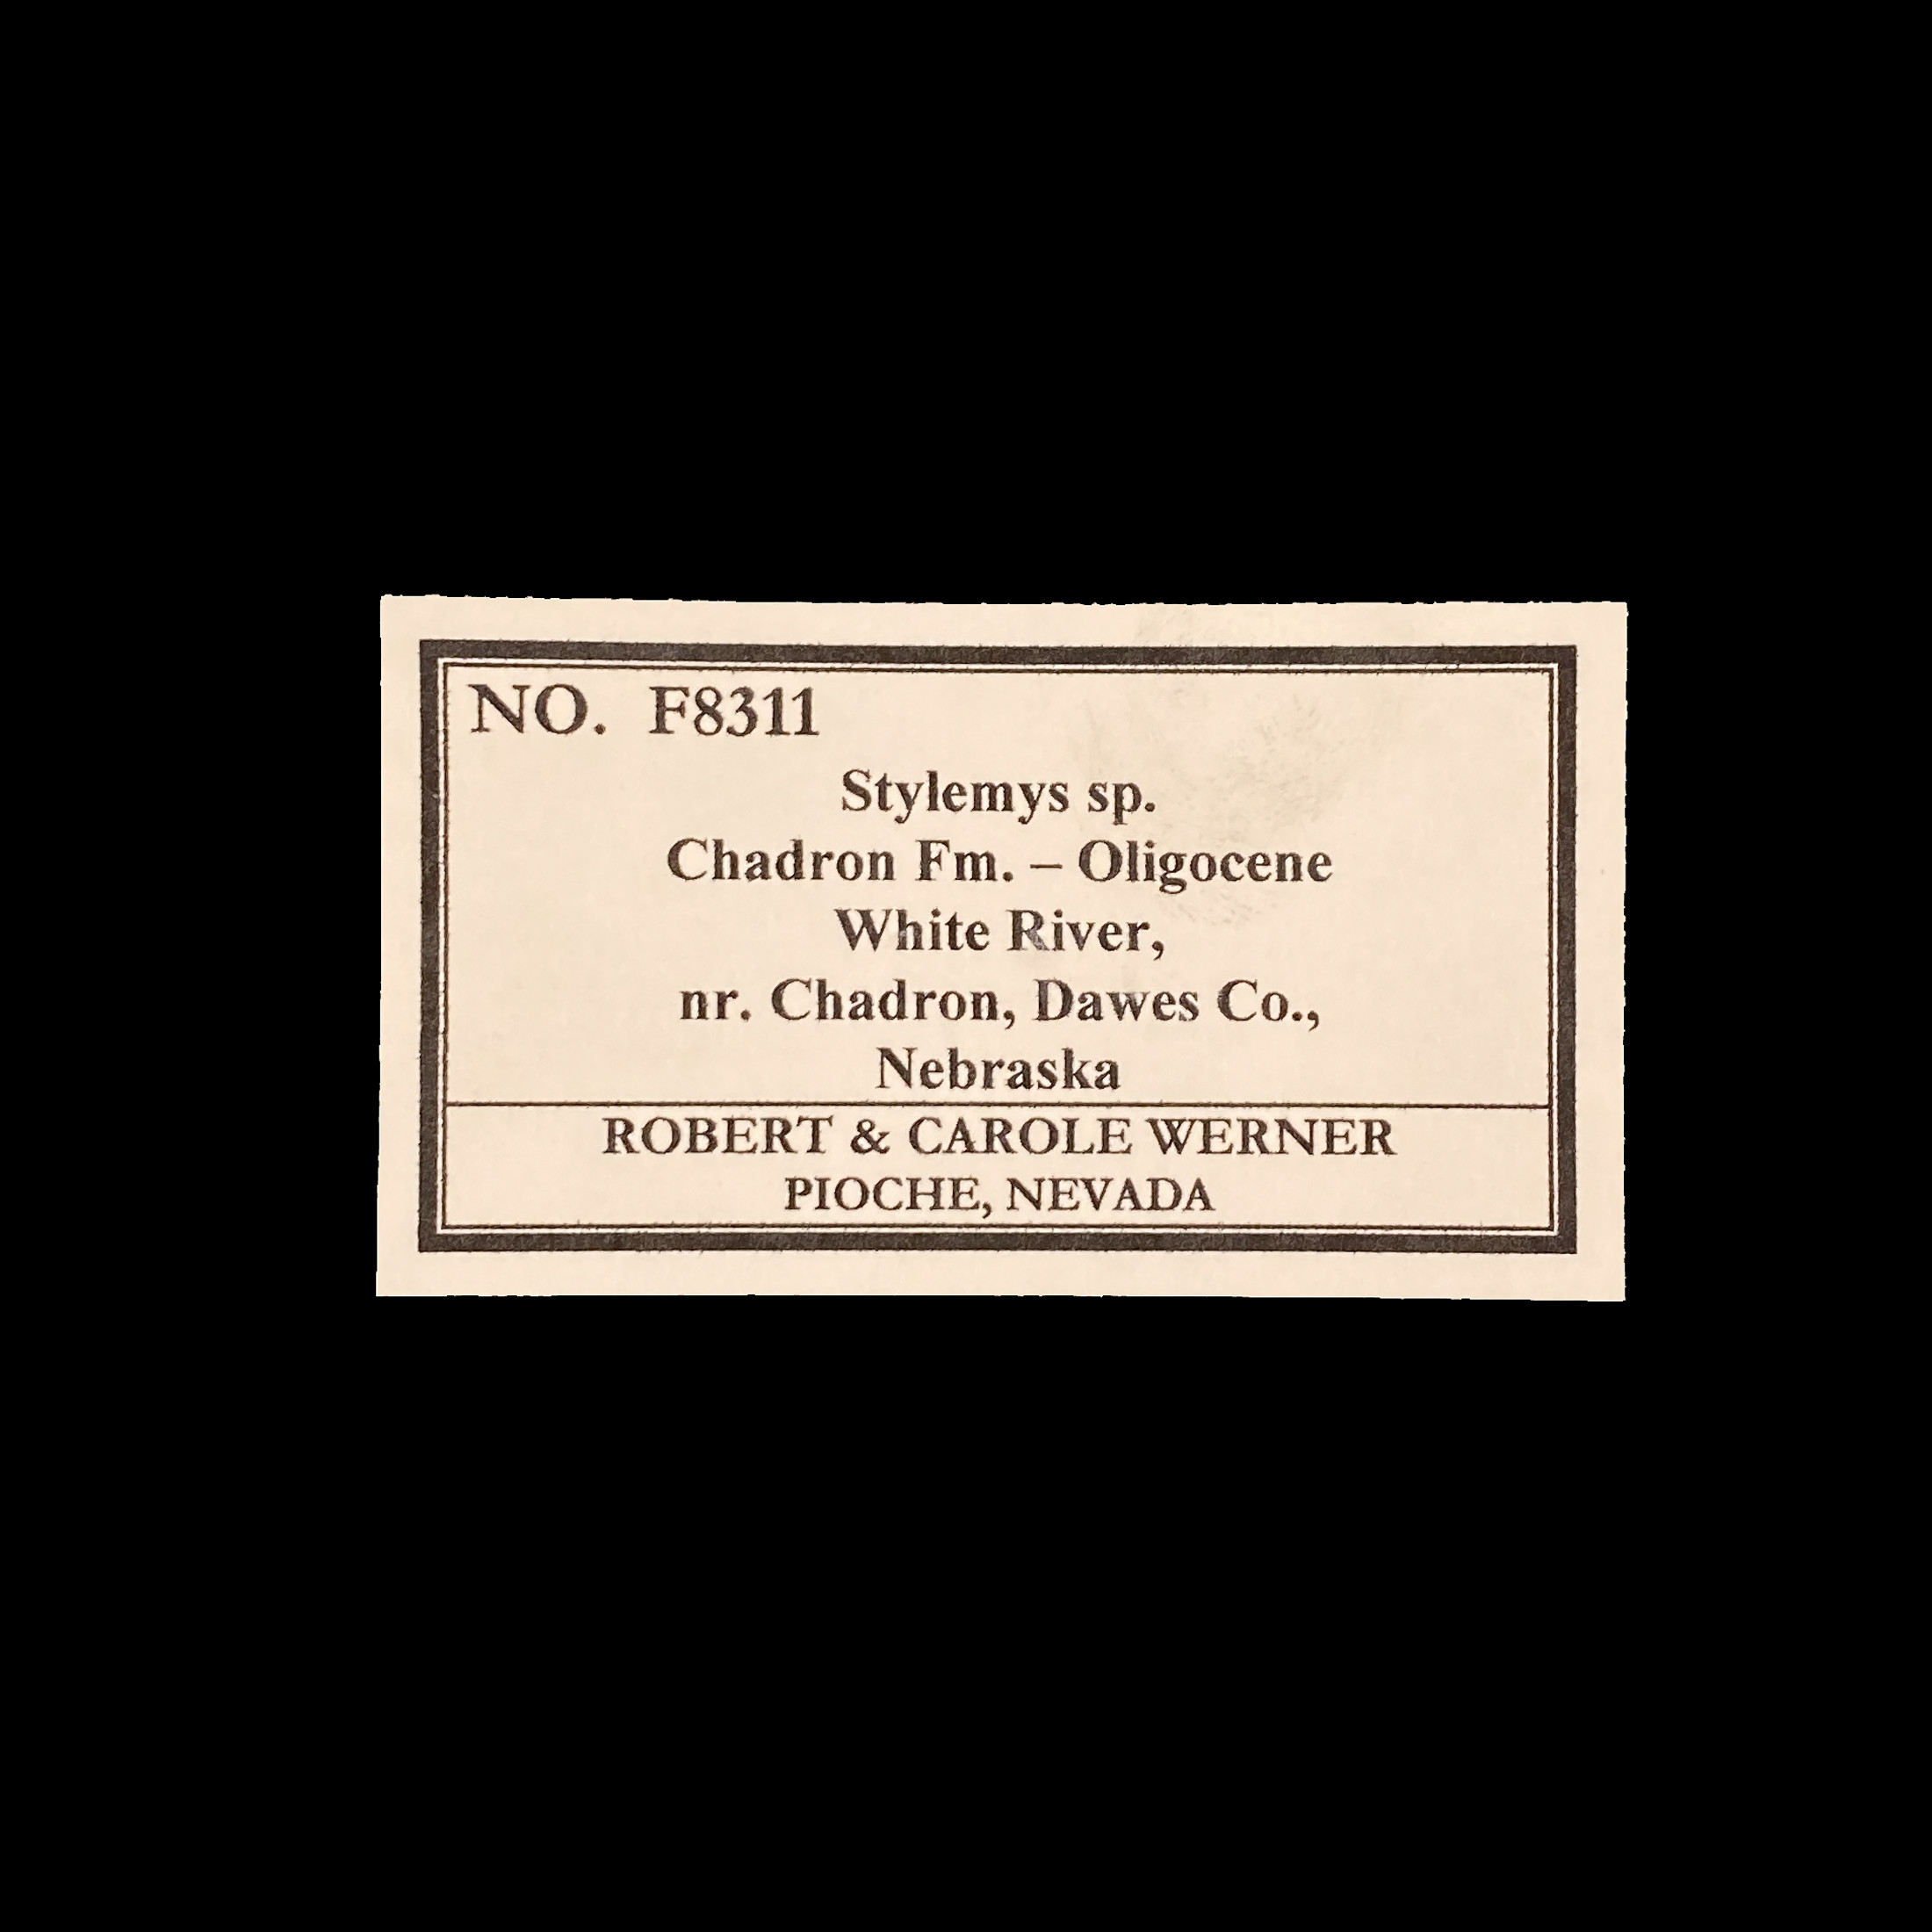 NO. F8311
Stylemys sp.
Chadron Fm. – Oligocene
White River,
nr. Chadron, Dawes Co.,
Nebraska
ROBERT & CAROLE WERNER
PIOCHE, NEVADA